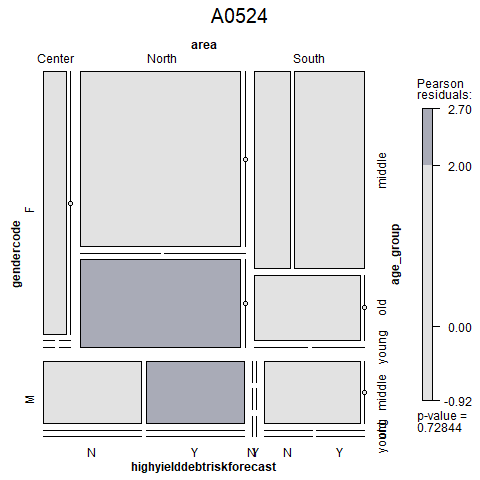 A0524
area
Center North South
Pearson
residuals:
2.70
2.00
0.00
-0.92
p-value =
0.72844
gendercode
F
M
age_group
middle
old
young
middle
old
young
N Y N Y N Y
highyielddebtriskforecast